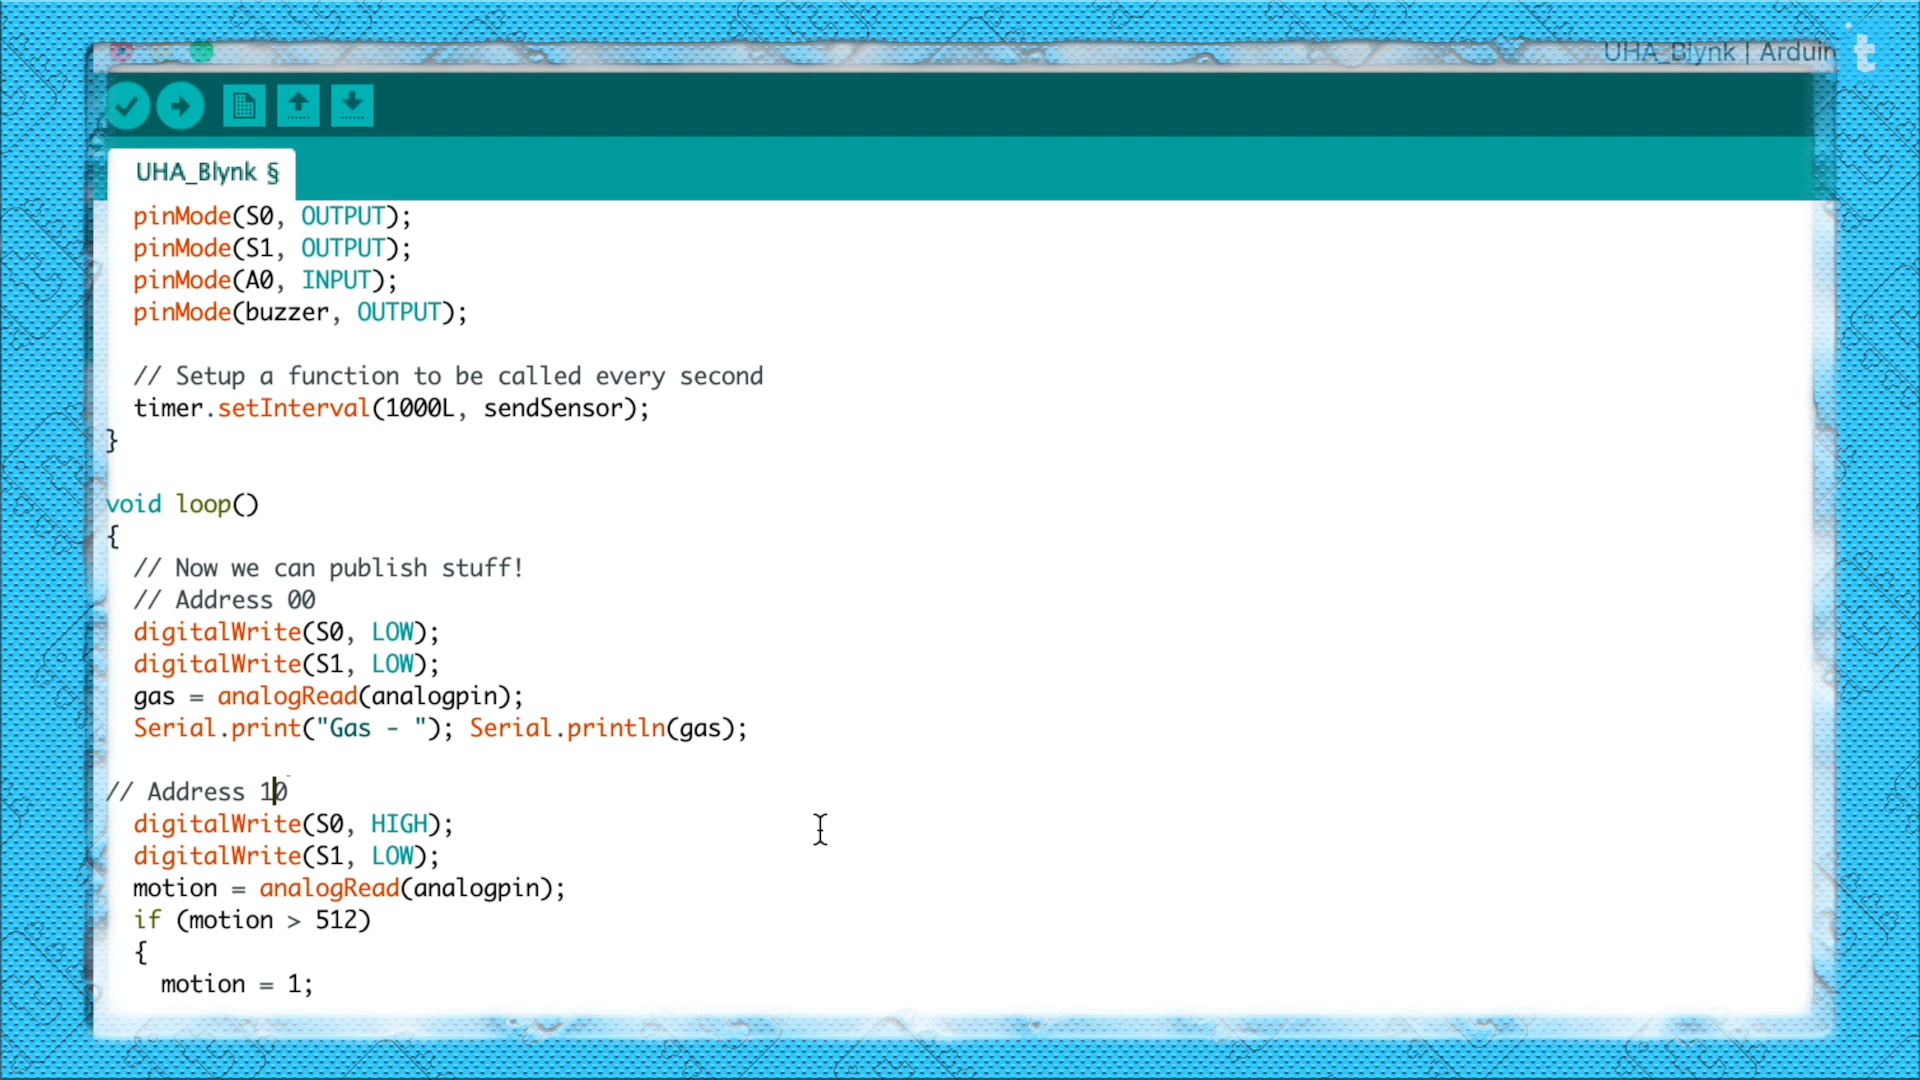 UHA_Blynk | Arduin
t
UHA_Blynk §
pinMode(S0, OUTPUT);
pinMode(S1, OUTPUT);
pinMode(A0, INPUT);
pinMode(buzzer, OUTPUT);
// Setup a function to be called every second
timer.setInterval(1000L, sendSensor);
}
void loop()
{
// Now we can publish stuff!
// Address 00
digitalWrite(S0, LOW);
digitalWrite(S1, LOW);
gas = analogRead(analogpin);
Serial.print("Gas - "); Serial.println(gas);
// Address 10
digitalWrite(S0, HIGH);
digitalWrite(S1, LOW);
motion = analogRead(analogpin);
if (motion > 512)
{
motion = 1;